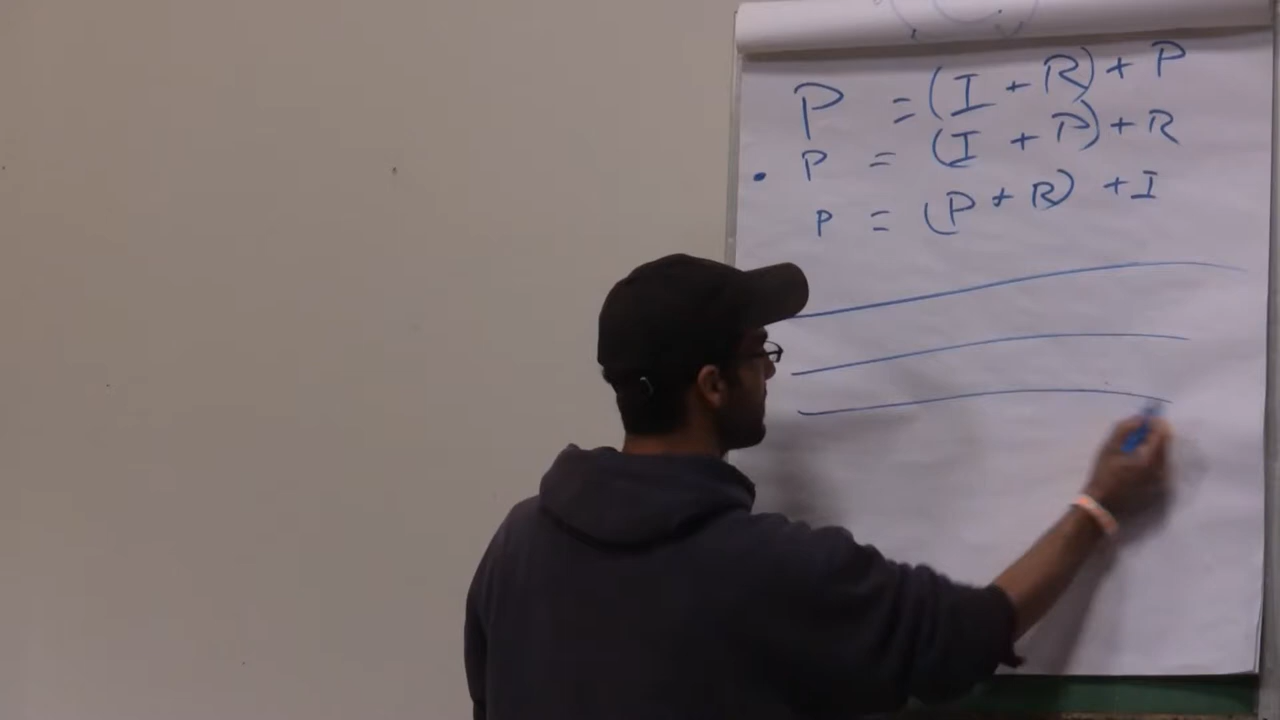 P = (I + R) + P
P = (I + P) + R
P = (P + R) + I